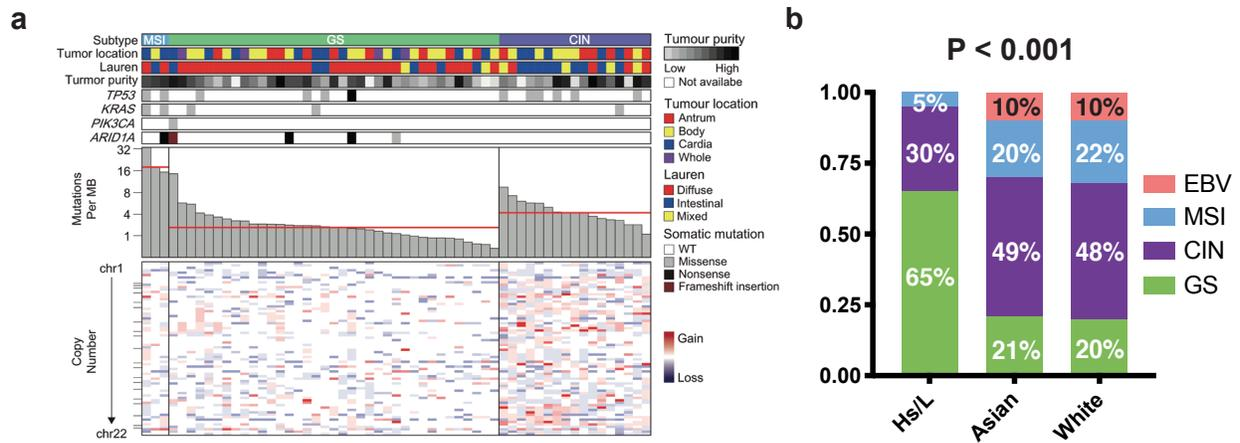 a
Subtype MSI GS CIN
Tumor location
Lauren
Turmor purity
TP53
KRAS
PIK3CA
ARID1A
Mutations
Per MB
32
16
8
4
1
chr1
Copy
Number
chr22
Tumour purity
Low High
Not availabe
Tumour location
Antrum
Body
Cardia
Whole
Lauren
Diffuse
Intestinal
Mixed
Somatic mutation
WT
Missense
Nonsense
Frameshift insertion
Gain
Loss
b
P < 0.001
1.00
0.75
0.50
0.25
0.00
5% 10% 10%
30% 20% 22%
65% 49% 48%
21% 20%
Hs/L Asian White
EBV
MSI
CIN
GS